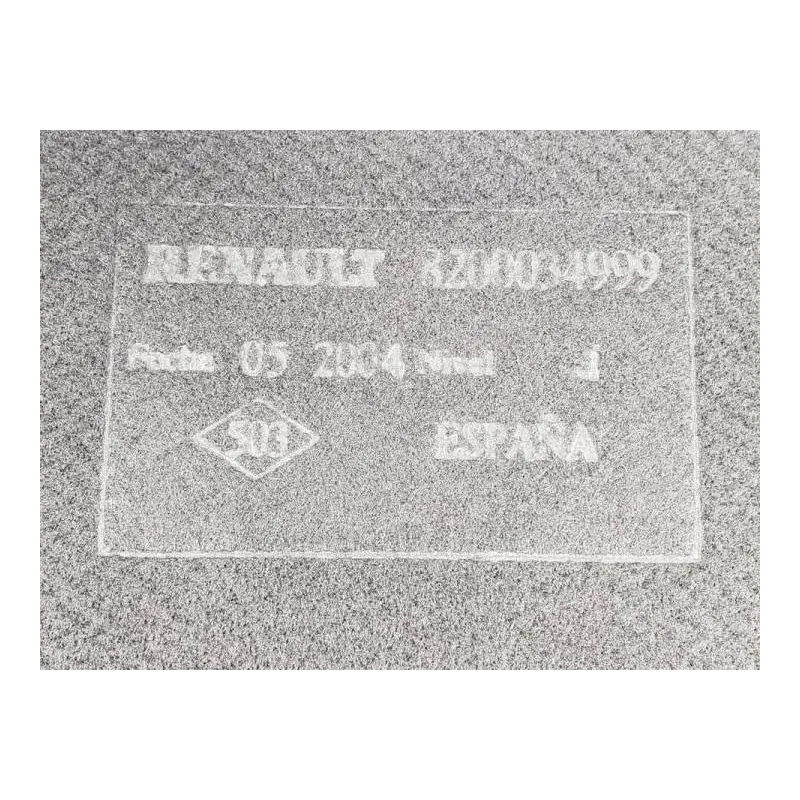 RENAULT 8200034999
Fecha 05 2004 Nivel J
503 ESPAÑA